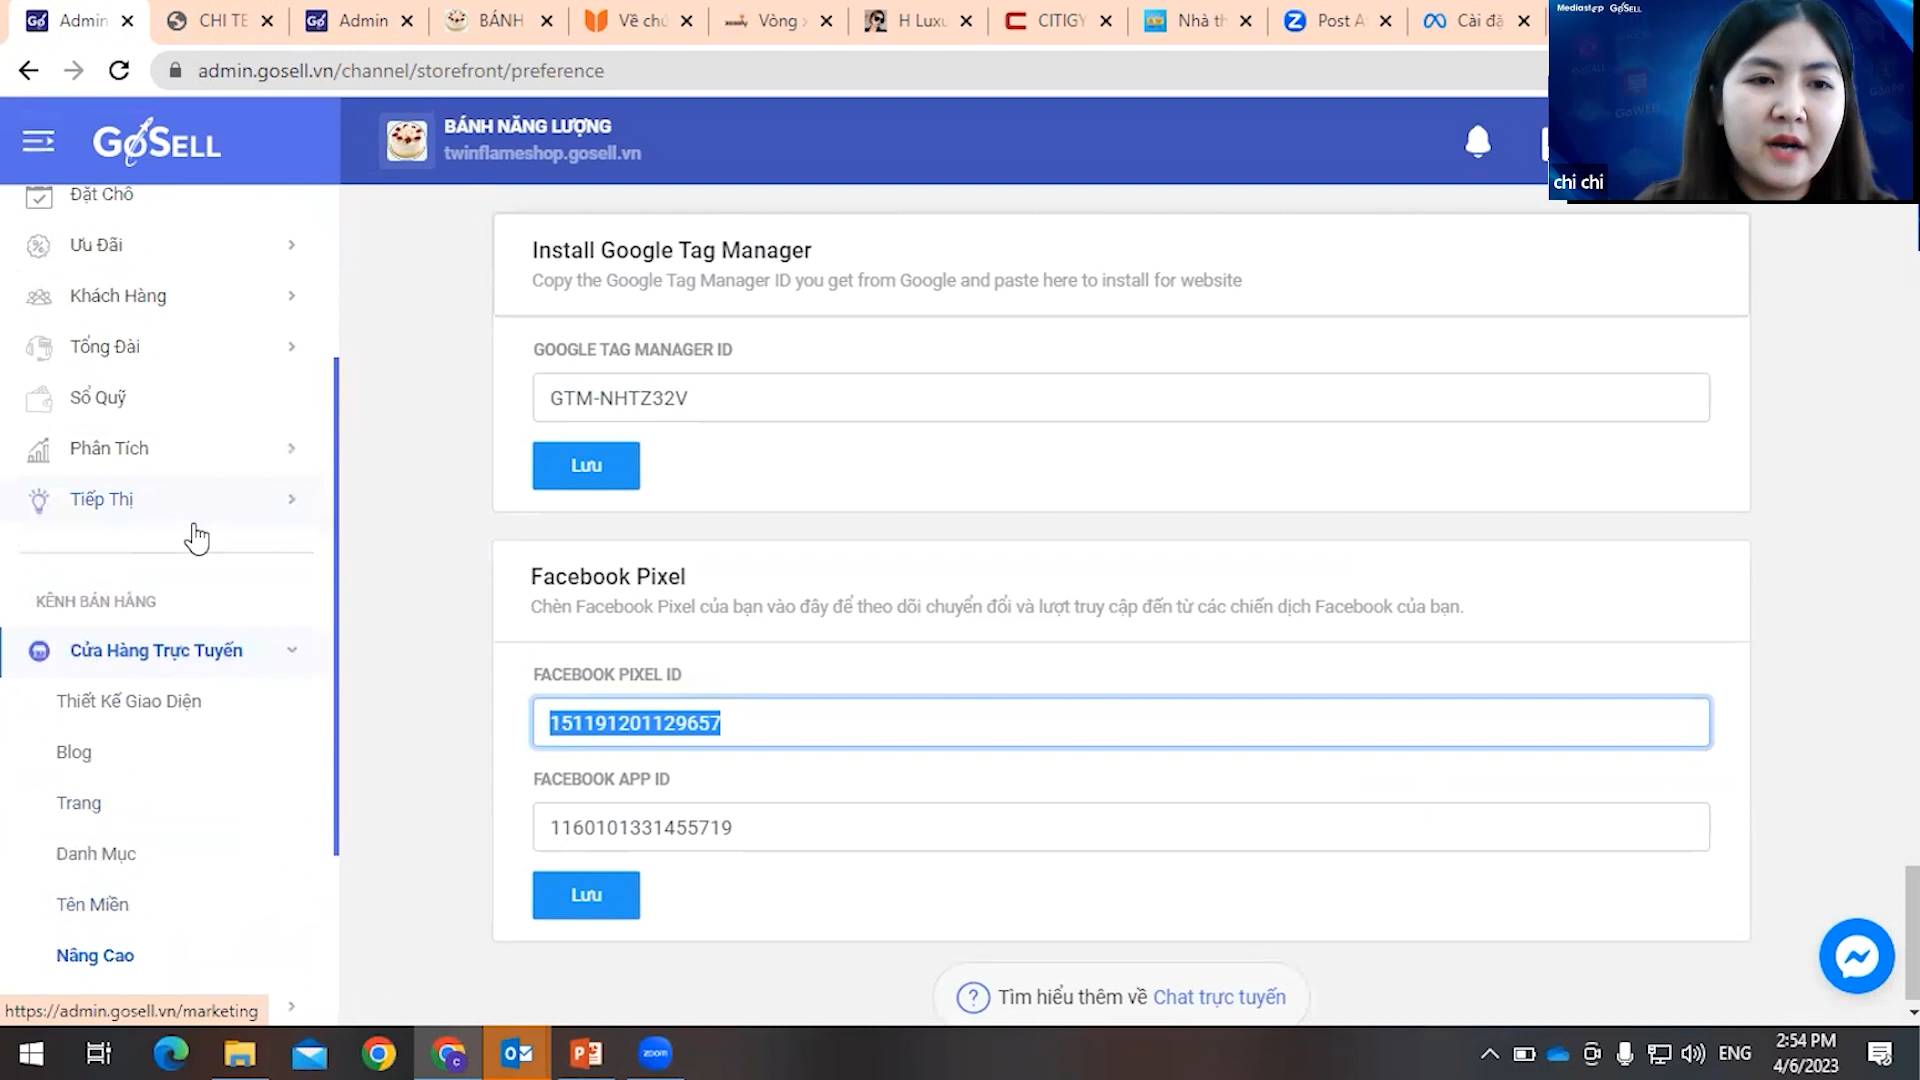 Admin
CHI TE
Admin
BÁNH
Về chú
Vòng x
H Luxu
CITIGY
Nhà th
Post A
Cài đặ
admin.gosell.vn/channel/storefront/preference
Mediastep GoSELL
chi chi
GoSELL
BÁNH NĂNG LƯỢNG
twinflameshop.gosell.vn
Đặt Chỗ
Ưu Đãi
Khách Hàng
Tổng Đài
Sổ Quỹ
Phân Tích
Tiếp Thị
KÊNH BÁN HÀNG
Cửa Hàng Trực Tuyến
Thiết Kế Giao Diện
Blog
Trang
Danh Mục
Tên Miền
Nâng Cao
https://admin.gosell.vn/marketing
Install Google Tag Manager
Copy the Google Tag Manager ID you get from Google and paste here to install for website
GOOGLE TAG MANAGER ID
GTM-NHTZ32V
Lưu
Facebook Pixel
Chèn Facebook Pixel của bạn vào đây để theo dõi chuyển đổi và lượt truy cập đến từ các chiến dịch Facebook của bạn.
FACEBOOK PIXEL ID
151191201129657
FACEBOOK APP ID
1160101331455719
Lưu
Tìm hiểu thêm về Chat trực tuyến
zoom
ENG
2:54 PM
4/6/2023